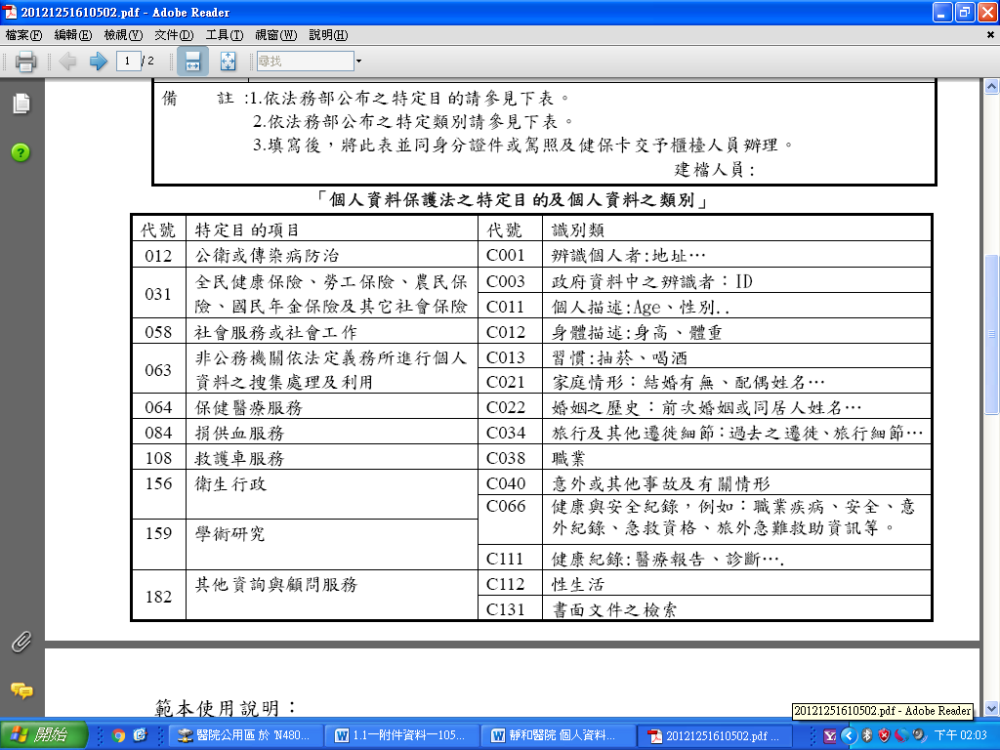 20121251610502.pdf - Adobe Reader
檔案(F) 編輯(E) 檢視(V) 文件(D) 工具(T) 視窗(W) 說明(H)
1 / 2 尋找
備 註 :1.依法務部公布之特定目的請參見下表。
2.依法務部公布之特定類別請參見下表。
3.填寫後，將此表並同身分證件或駕照及健保卡交予櫃檯人員辦理。
建檔人員:
「個人資料保護法之特定目的及個人資料之類別」
代號 特定目的項目 代號 識別類
012 公衛或傳染病防治 C001 辨識個人者:地址…
031 全民健康保險、勞工保險、農民保 C003 政府資料中之辨識者：ID
險、國民年金保險及其它社會保險 C011 個人描述:Age、性別..
058 社會服務或社會工作 C012 身體描述:身高、體重
063 非公務機關依法定義務所進行個人 C013 習慣:抽菸、喝酒
資料之搜集處理及利用 C021 家庭情形：結婚有無、配偶姓名…
064 保健醫療服務 C022 婚姻之歷史：前次婚姻或同居人姓名…
084 捐供血服務 C034 旅行及其他遷徙細節：過去之遷徙、旅行細節…
108 救護車服務 C038 職業
156 衛生行政 C040 意外或其他事故及有關情形
C066 健康與安全紀錄，例如：職業疾病、安全、意
159 學術研究 外紀錄、急救資格、旅外急難救助資訊等。
C111 健康紀錄:醫療報告、診斷….
182 其他資詢與顧問服務 C112 性生活
C131 書面文件之檢索
範本使用說明：
20121251610502.pdf - Adobe Reader
開始 醫院公用區 於 'N480... 1.1一附件資料一105... 靜和醫院 個人資料... 20121251610502.pdf ... 下午 02:03